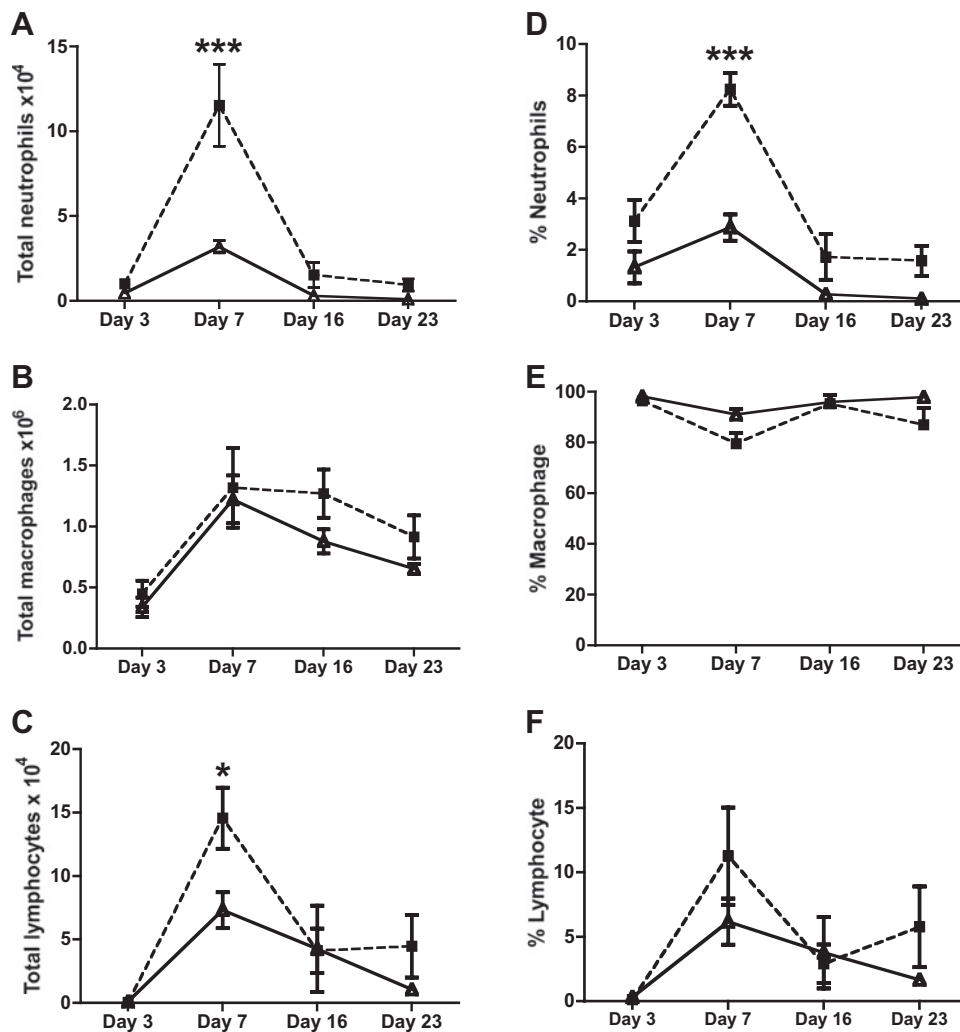 A
Total neutrophils x10⁴
15
10
5
0
***
Day 3 Day 7 Day 16 Day 23
D
% Neutrophils
10
8
6
4
2
0
***
Day 3 Day 7 Day 16 Day 23
B
Total macrophages x10⁶
2.0
1.5
1.0
0.5
0.0
Day 3 Day 7 Day 16 Day 23
E
% Macrophage
100
80
60
40
20
0
Day 3 Day 7 Day 16 Day 23
C
Total lymphocytes x 10⁴
20
15
10
5
0
*
Day 3 Day 7 Day 16 Day 23
F
% Lymphocyte
20
15
10
5
0
Day 3 Day 7 Day 16 Day 23